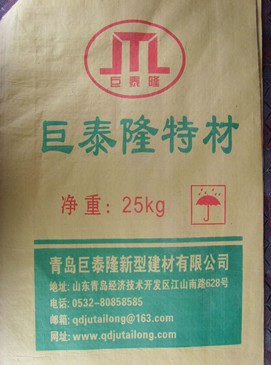 JTL
巨泰隆
巨泰隆特材
净重：25kg
青岛巨泰隆新型建材有限公司
地址：山东青岛经济技术开发区江山南路628号
电话：0532-80858585
邮箱：qdjutailong@163.com
网址：www.qdjutailong.com